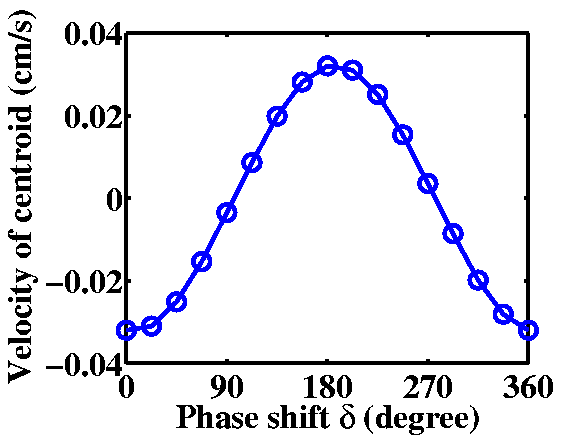 Velocity of centroid (cm/s)
0.04
0.02
0
−0.02
−0.04
0 90 180 270 360
Phase shift δ (degree)